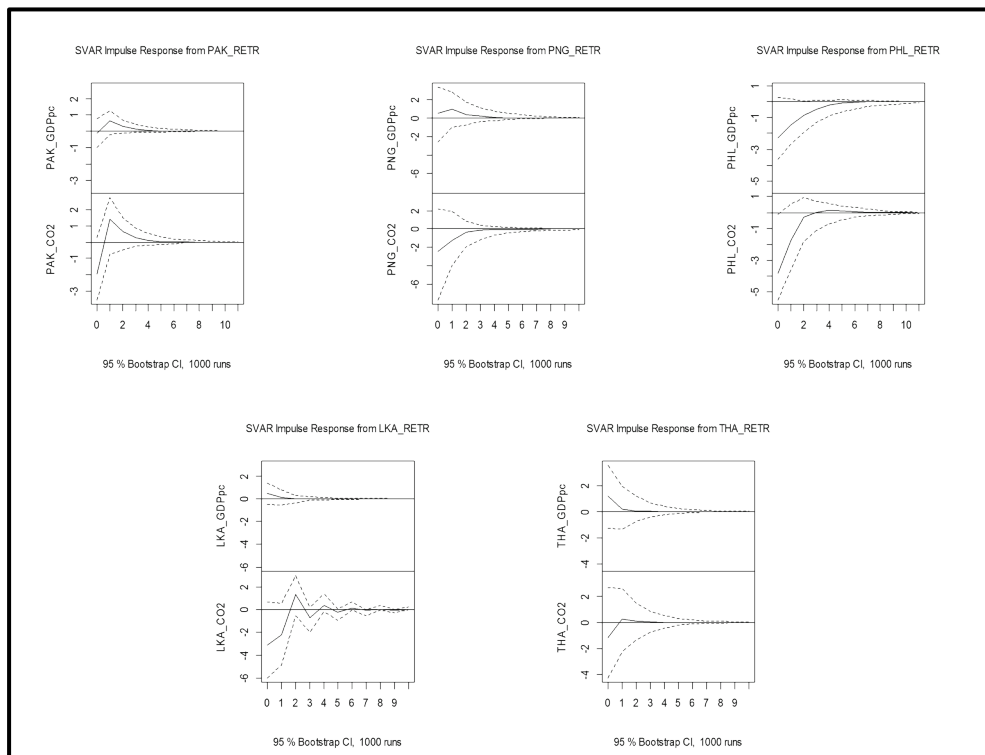 SVAR Impulse Response from PAK_RETR
PAK_GDPpc
2
1
-1
-3
PAK_CO2
2
1
-1
-3
0 2 4 6 8 10
95 % Bootstrap CI, 1000 runs
SVAR Impulse Response from PNG_RETR
PNG_GDPpc
2
0
-2
-6
PNG_CO2
2
0
-2
-6
0 1 2 3 4 5 6 7 8 9
95 % Bootstrap CI, 1000 runs
SVAR Impulse Response from PHL_RETR
PHL_GDPpc
1
-1
-3
-5
PHL_CO2
1
-1
-3
-5
0 2 4 6 8 10
95 % Bootstrap CI, 1000 runs
SVAR Impulse Response from LKA_RETR
LKA_GDPpc
2
0
-2
-4
-6
LKA_CO2
2
0
-2
-4
-6
0 1 2 3 4 5 6 7 8 9
95 % Bootstrap CI, 1000 runs
SVAR Impulse Response from THA_RETR
THA_GDPpc
2
0
-2
-4
THA_CO2
2
0
-2
-4
0 1 2 3 4 5 6 7 8 9
95 % Bootstrap CI, 1000 runs